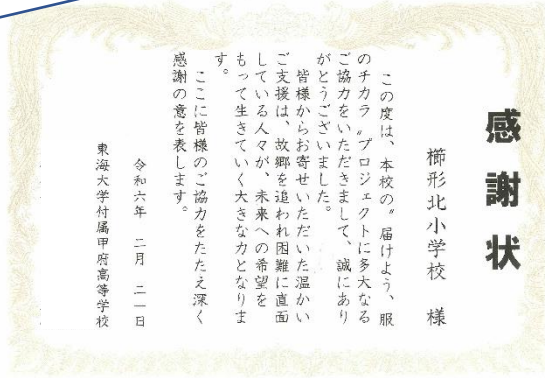 感謝状
櫛形北小学校 様
この度は、本校の〝届けよう、服
のチカラ〟プロジェクトに多大なる
ご協力をいただきまして、誠にあり
がとうございました。
皆様からお寄せいただいた温かい
ご支援は、故郷を追われ困難に直面
している人々が、未来への希望を
もって生きていく大きな力となりま
す。
ここに皆様のご協力をたたえ深く
感謝の意を表します。
令和六年 二月 二一日
東海大学付属甲府高等学校